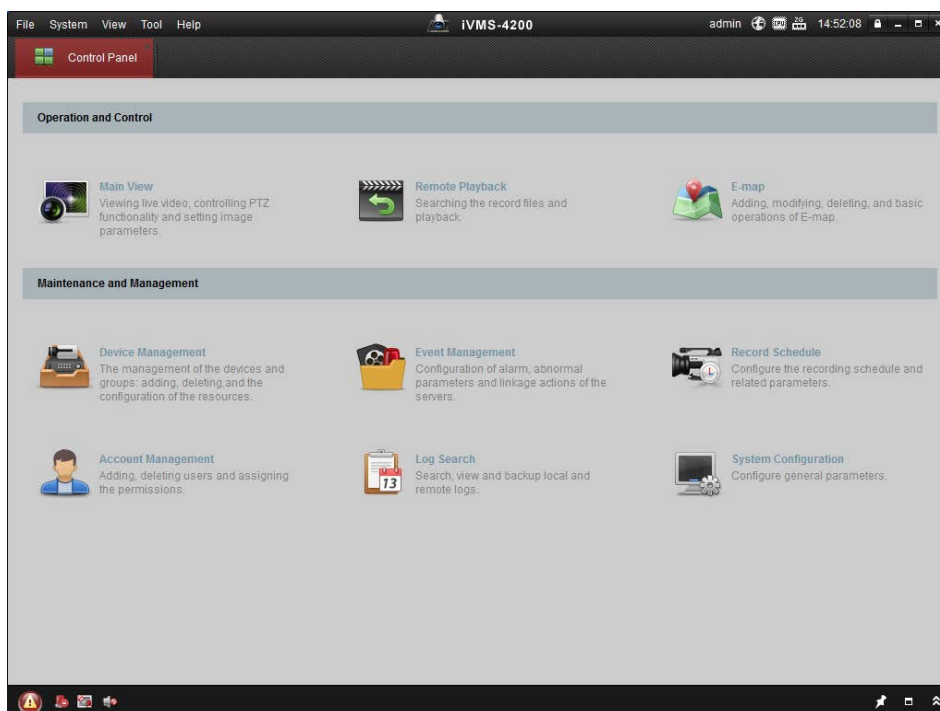 File System View Tool Help iVMS-4200 admin CPU 2G 14:52:08
Control Panel
Operation and Control
Main View
Viewing live video, controlling PTZ
functionality and setting image
parameters.
Remote Playback
Searching the record files and
playback.
E-map
Adding, modifying, deleting, and basic
operations of E-map.
Maintenance and Management
Device Management
The management of the devices and
groups: adding, deleting,and the
configuration of the resources.
Event Management
Configuration of alarm, abnormal
parameters and linkage actions of the
servers.
Record Schedule
Configure the recording schedule and
related parameters.
Account Management
Adding, deleting users and assigning
the permissions.
13
Log Search
Search, view and backup local and
remote logs.
System Configuration
Configure general parameters.